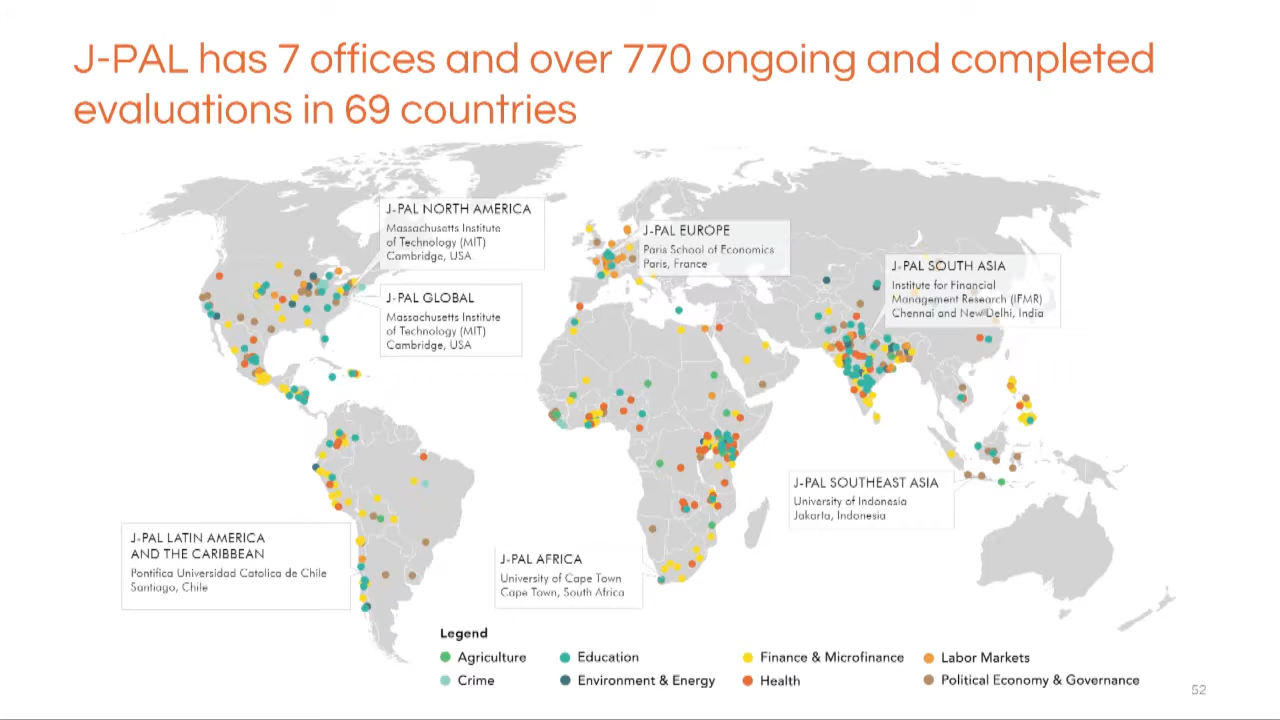 J-PAL has 7 offices and over 770 ongoing and completed
evaluations in 69 countries
J-PAL NORTH AMERICA
Massachusetts Institute
of Technology (MIT)
Cambridge, USA
J-PAL GLOBAL
Massachusetts Institute
of Technology (MIT)
Cambridge, USA
J-PAL EUROPE
Paris School of Economics
Paris, France
J-PAL SOUTH ASIA
Institute for Financial
Management Research (IFMR)
Chennai and New Delhi, India
J-PAL SOUTHEAST ASIA
University of Indonesia
Jakarta, Indonesia
J-PAL LATIN AMERICA
AND THE CARIBBEAN
Pontifica Universidad Catolica de Chile
Santiago, Chile
J-PAL AFRICA
University of Cape Town
Cape Town, South Africa
Legend
Agriculture
Education
Finance & Microfinance
Labor Markets
Crime
Environment & Energy
Health
Political Economy & Governance
52